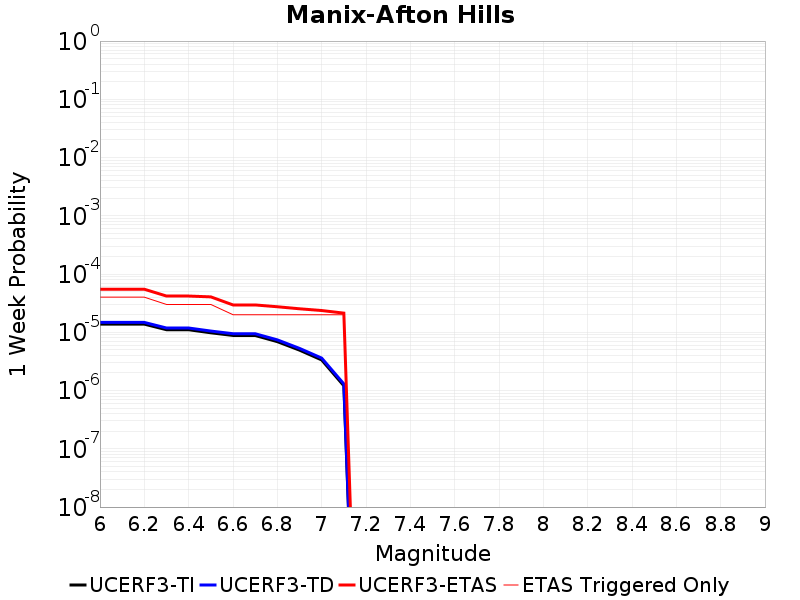 Manix-Afton Hills
1 Week Probability
10^0
10^-1
10^-2
10^-3
10^-4
10^-5
10^-6
10^-7
10^-8
6 6.2 6.4 6.6 6.8 7 7.2 7.4 7.6 7.8 8 8.2 8.4 8.6 8.8 9
Magnitude
UCERF3-TI UCERF3-TD UCERF3-ETAS ETAS Triggered Only